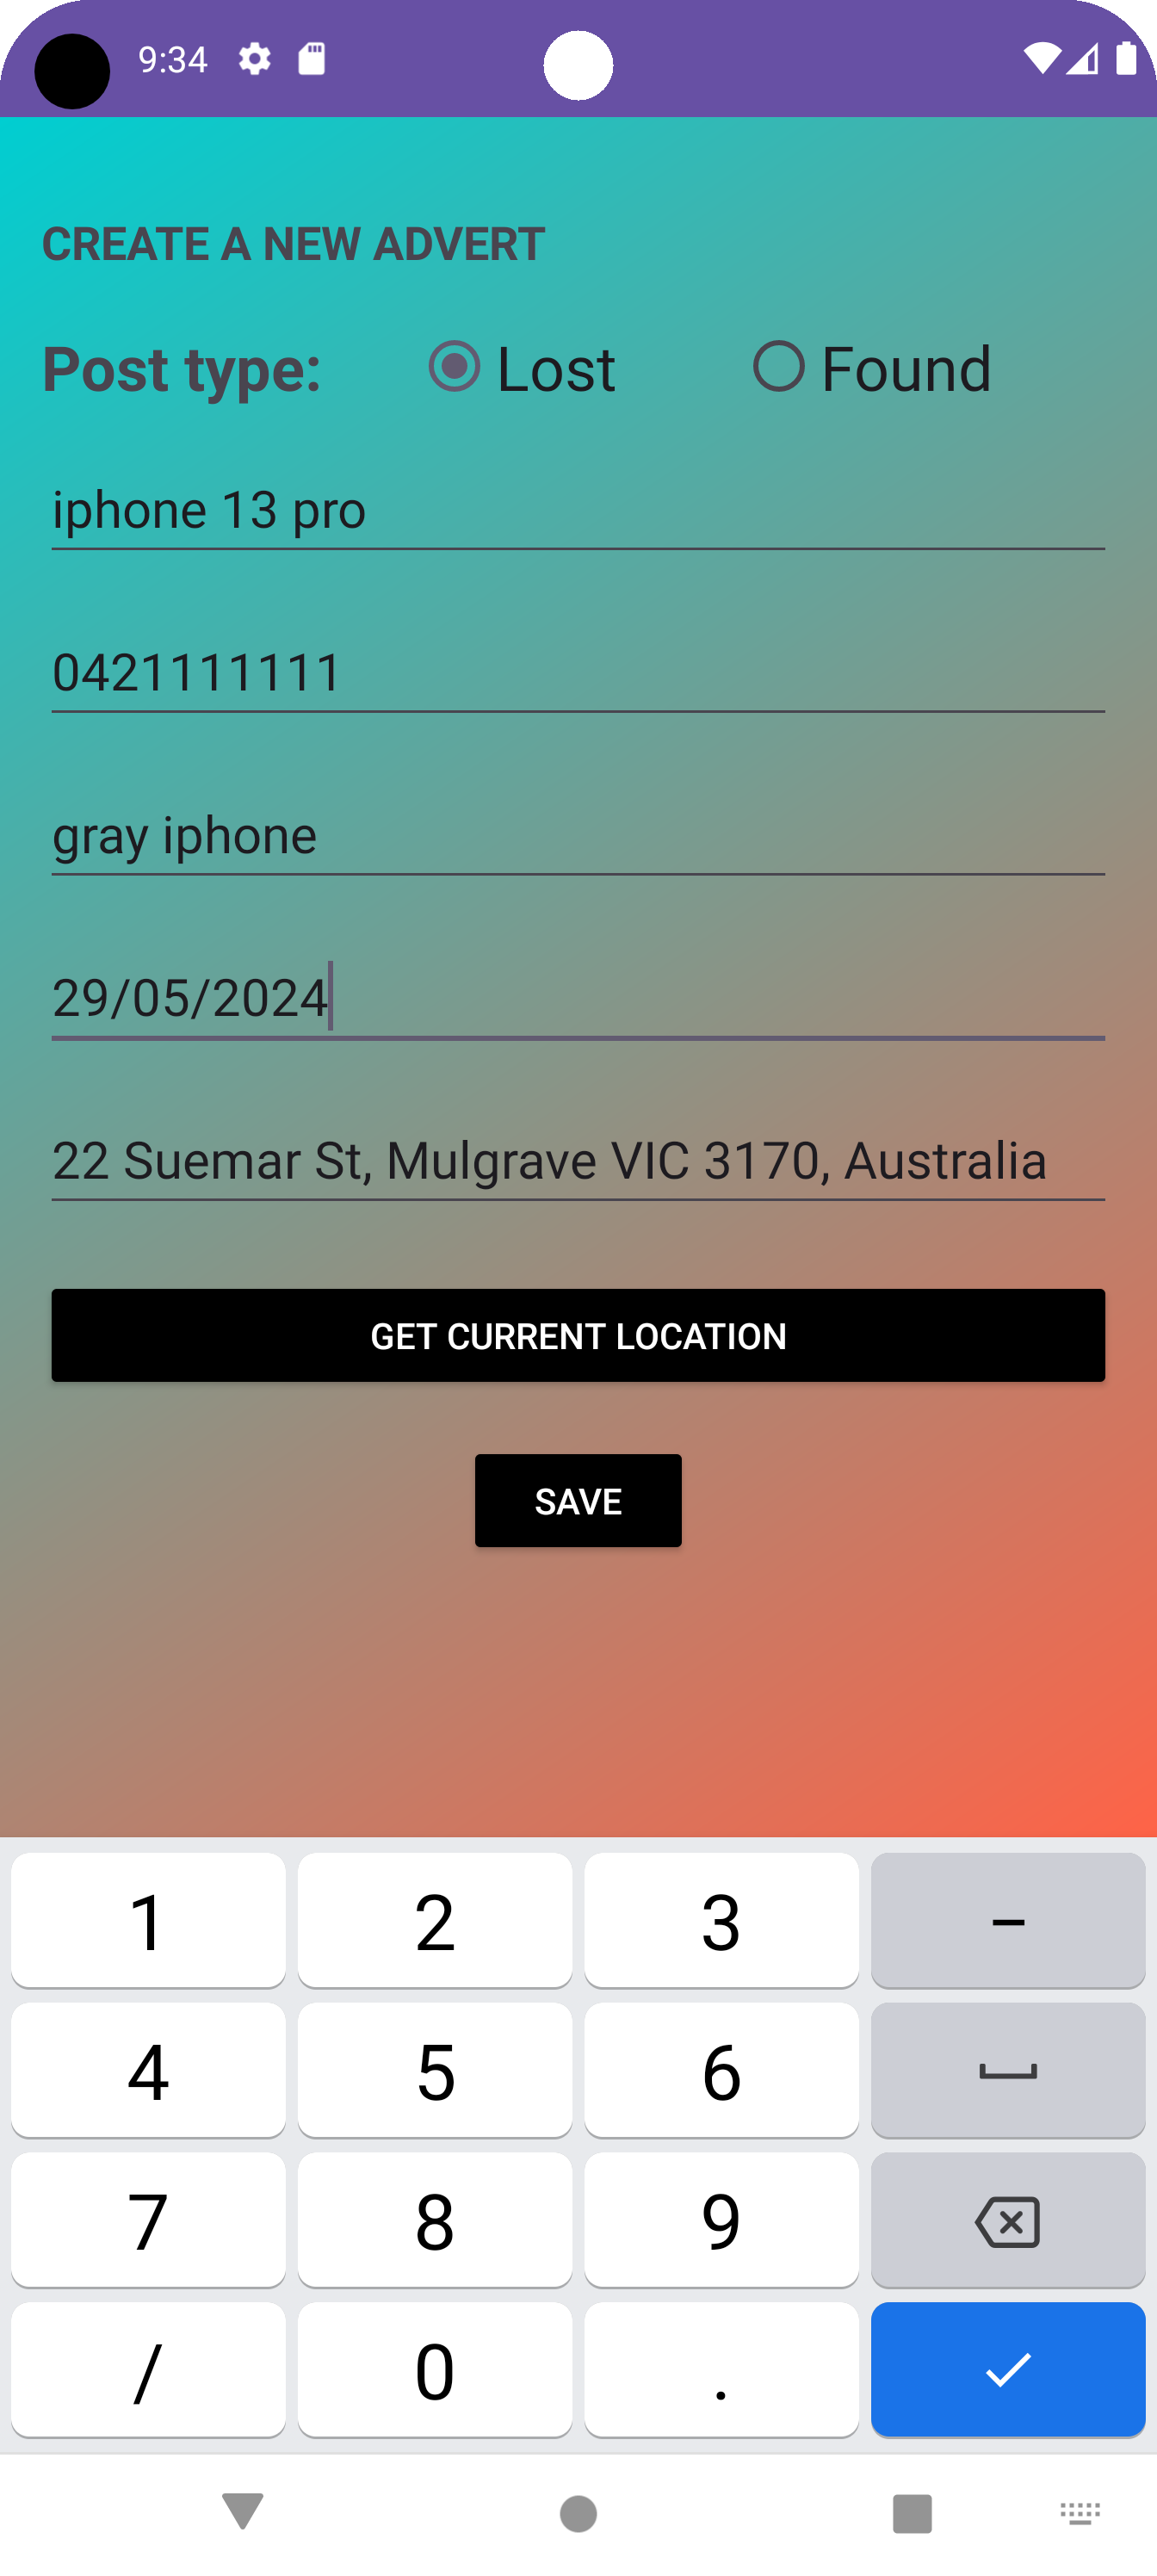 9:34
CREATE A NEW ADVERT
Post type: Lost Found
iphone 13 pro
0421111111
gray iphone
29/05/2024
22 Suemar St, Mulgrave VIC 3170, Australia
GET CURRENT LOCATION
SAVE
1 2 3 –
4 5 6
7 8 9
/ 0 .